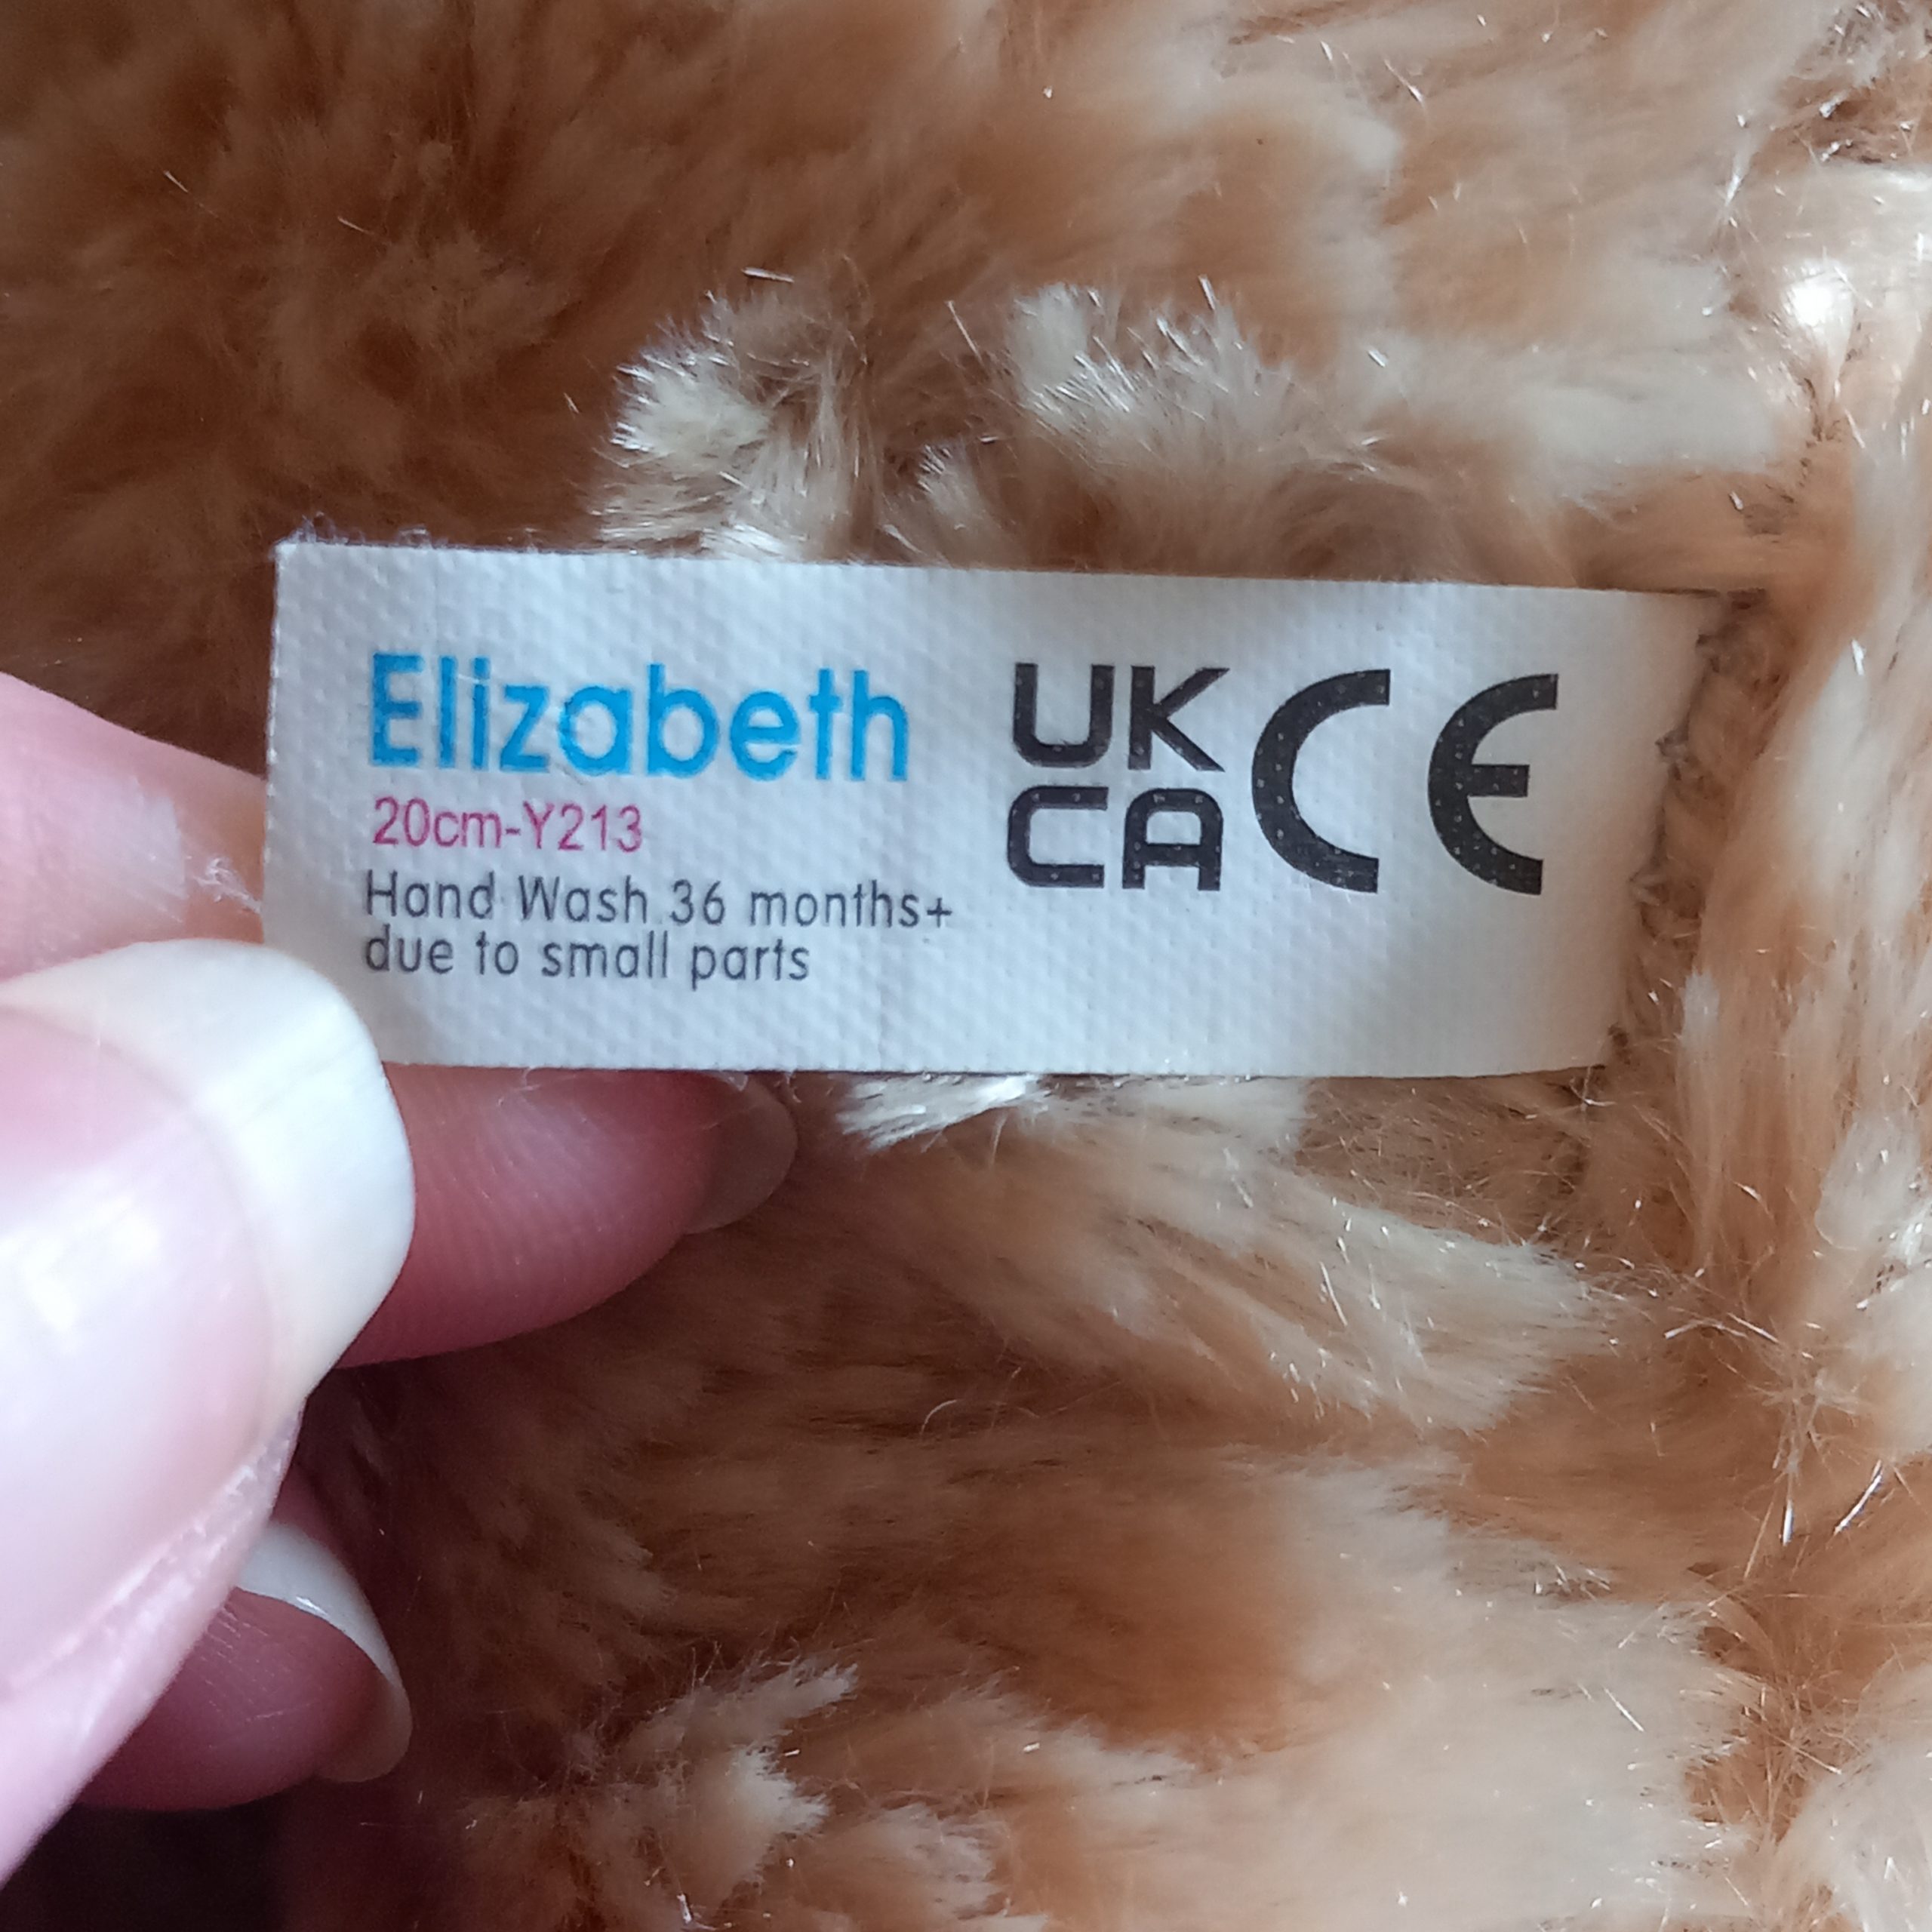 Elizabeth
20cm-Y213
Hand Wash 36 months+
due to small parts
UK
CA
CE